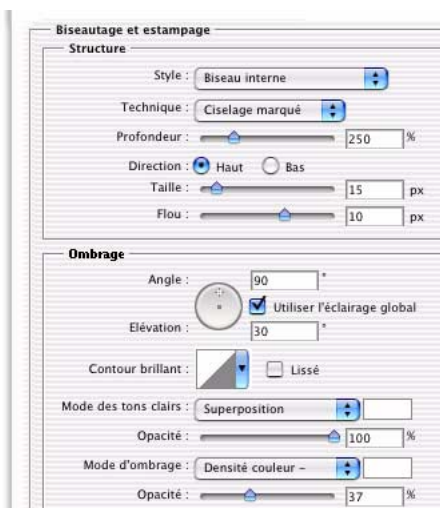 Biseautage et estampage
Structure
Style : Biseau interne
Technique : Ciselage marqué
Profondeur : 250 %
Direction : Haut Bas
Taille : 15 px
Flou : 10 px
Ombrage
Angle : 90 °
Utiliser l'éclairage global
Elévation : 30 °
Contour brillant : Lissé
Mode des tons clairs : Superposition
Opacité : 100 %
Mode d'ombrage : Densité couleur –
Opacité : 37 %